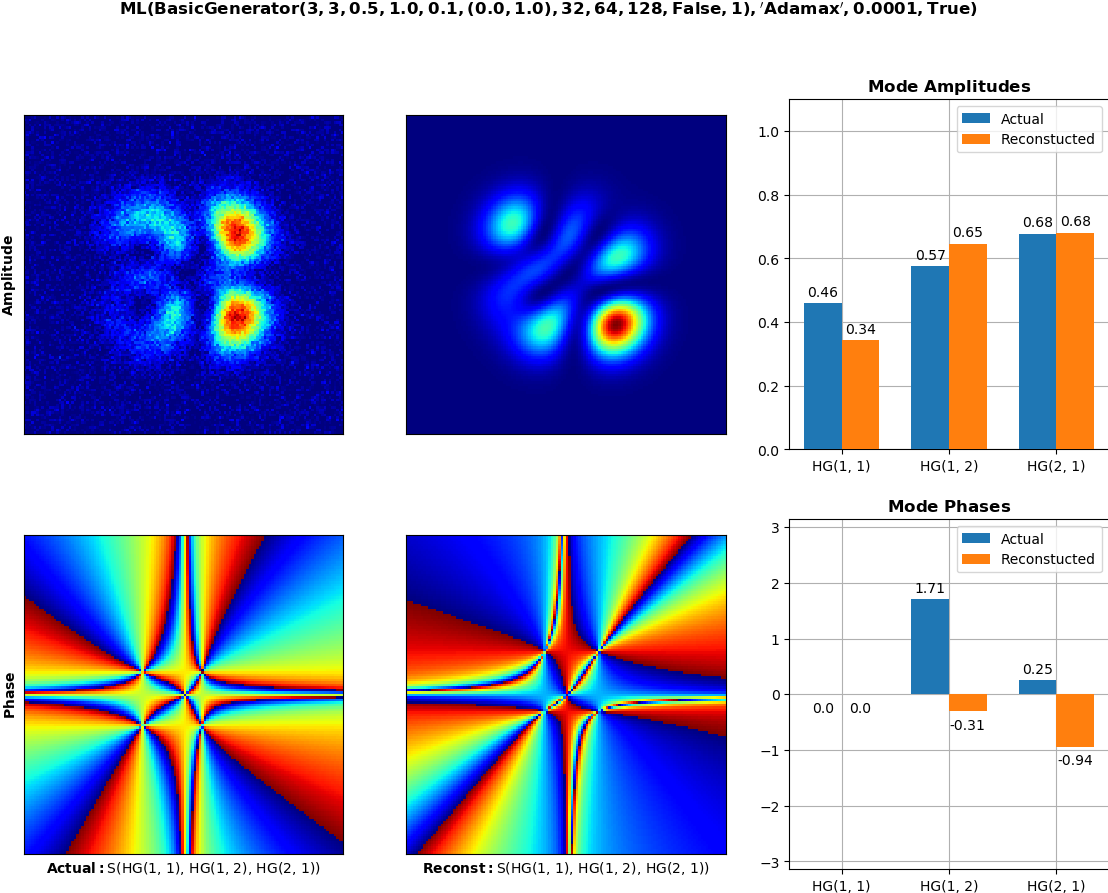 ML(BasicGenerator(3, 3, 0.5, 1.0, 0.1, (0.0, 1.0), 32, 64, 128, False, 1), ′Adamax′, 0.0001, True)
Amplitude
Mode Amplitudes
Actual
Reconstucted
1.0
0.8
0.6
0.4
0.2
0.0
0.46
0.34
0.57
0.65
0.68
0.68
HG(1, 1)
HG(1, 2)
HG(2, 1)
Phase
Actual: S(HG(1, 1), HG(1, 2), HG(2, 1))
Reconst: S(HG(1, 1), HG(1, 2), HG(2, 1))
Mode Phases
Actual
Reconstucted
3
2
1
0
−1
−2
−3
0.0
0.0
1.71
-0.31
0.25
-0.94
HG(1, 1)
HG(1, 2)
HG(2, 1)